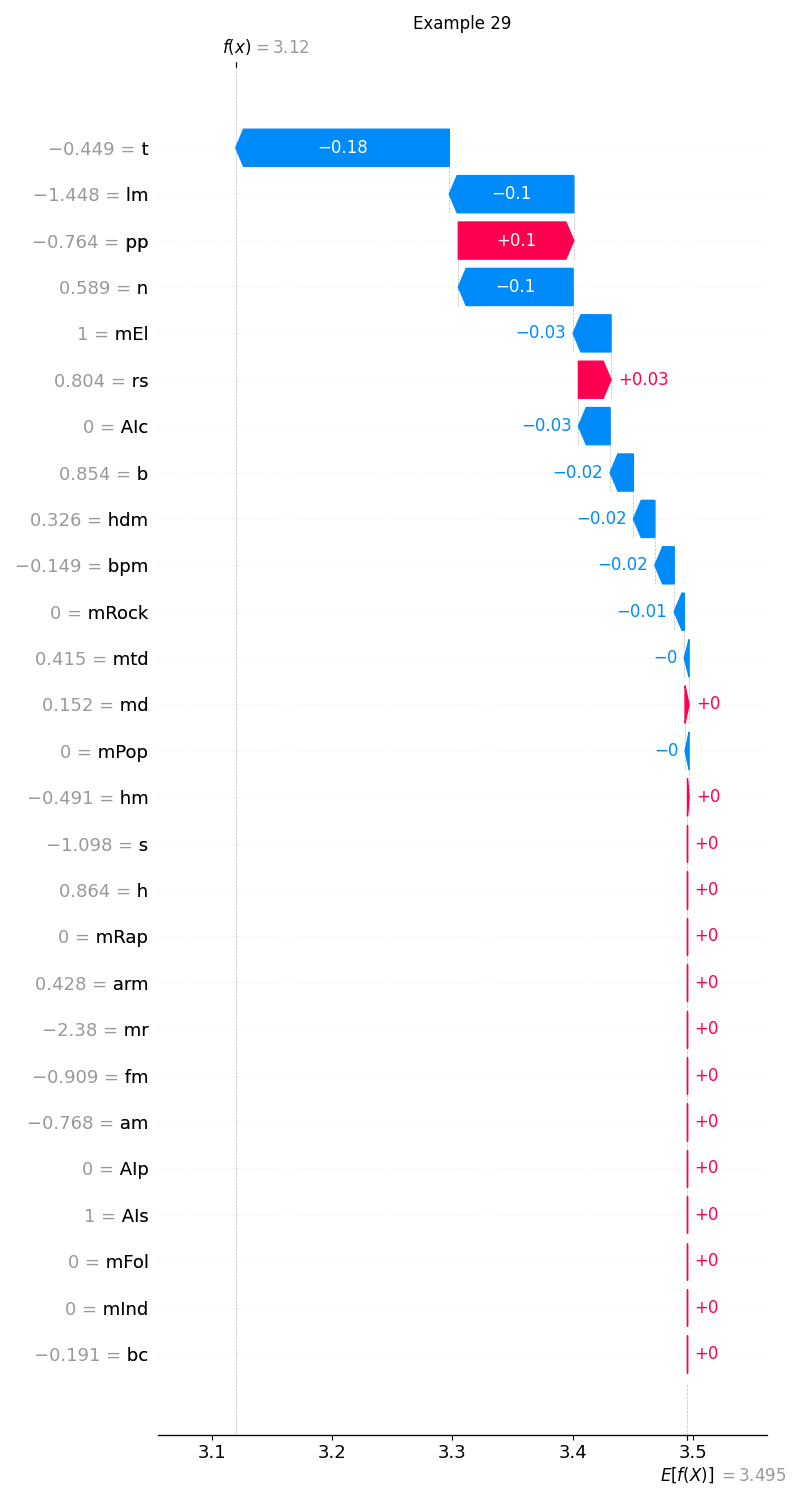 Example 29
f(x) = 3.12
−0.449 = t −0.18
−1.448 = lm −0.1
−0.764 = pp +0.1
0.589 = n −0.1
1 = mEl −0.03
0.804 = rs +0.03
0 = AIc −0.03
0.854 = b −0.02
0.326 = hdm −0.02
−0.149 = bpm −0.02
0 = mRock −0.01
0.415 = mtd −0
0.152 = md +0
0 = mPop −0
−0.491 = hm +0
−1.098 = s +0
0.864 = h +0
0 = mRap +0
0.428 = arm +0
−2.38 = mr +0
−0.909 = fm +0
−0.768 = am +0
0 = AIp +0
1 = AIs +0
0 = mFol +0
0 = mInd +0
−0.191 = bc +0
3.1 3.2 3.3 3.4 3.5
E[f(X)] = 3.495